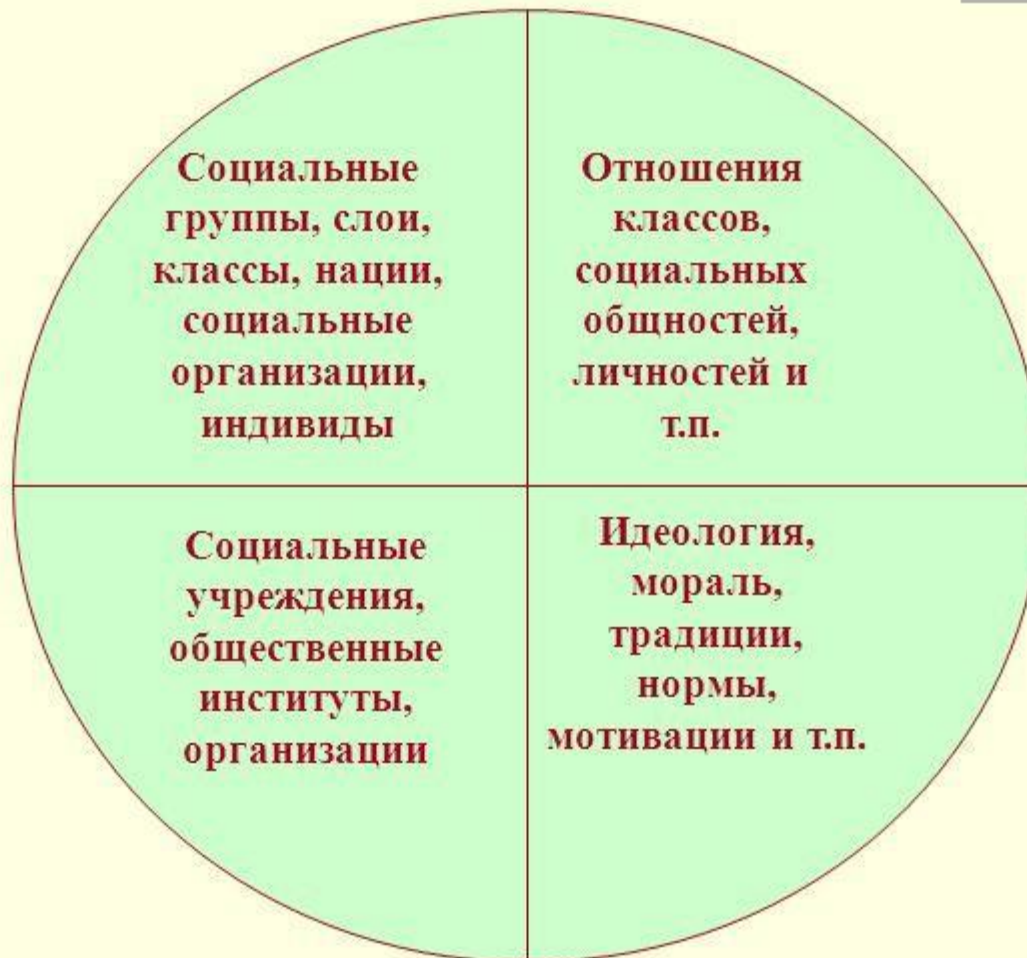 Социальные
группы, слои,
классы, нации,
социальные
организации,
индивиды
Отношения
классов,
социальных
общностей,
личностей и
т.п.
Социальные
учреждения,
общественные
институты,
организации
Идеология,
мораль,
традиции,
нормы,
мотивации и т.п.